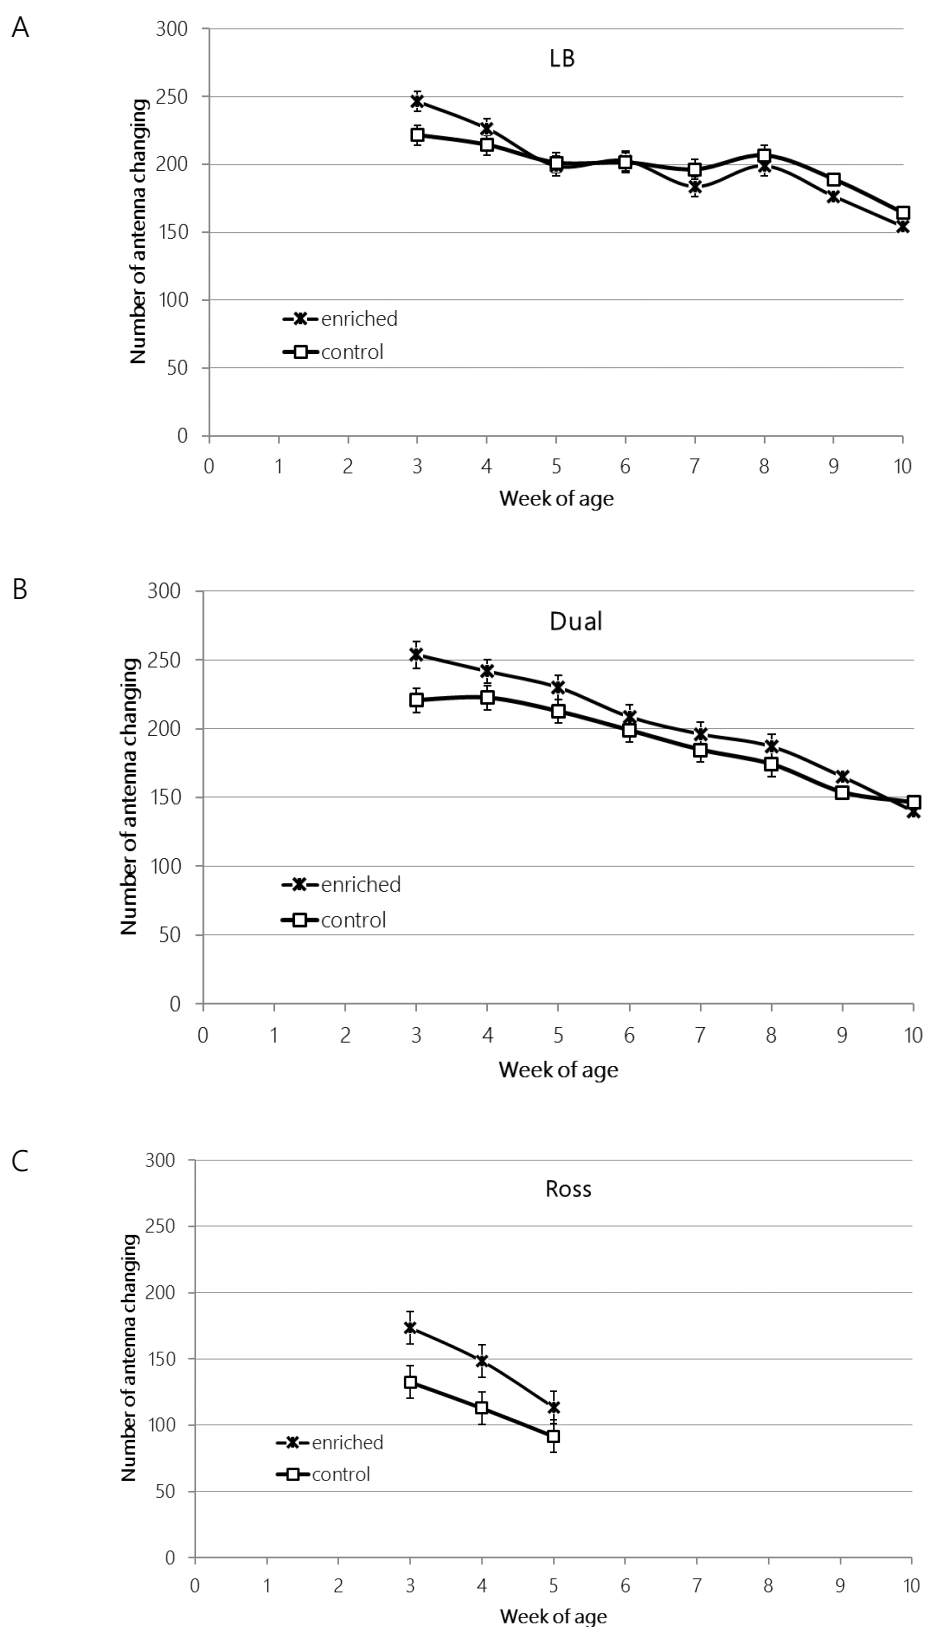 A
LB
Number of antenna changing
300
250
200
150
100
50
0
enriched
control
0 1 2 3 4 5 6 7 8 9 10
Week of age
B
Dual
Number of antenna changing
300
250
200
150
100
50
0
enriched
control
0 1 2 3 4 5 6 7 8 9 10
Week of age
C
Ross
Number of antenna changing
300
250
200
150
100
50
0
enriched
control
0 1 2 3 4 5 6 7 8 9 10
Week of age